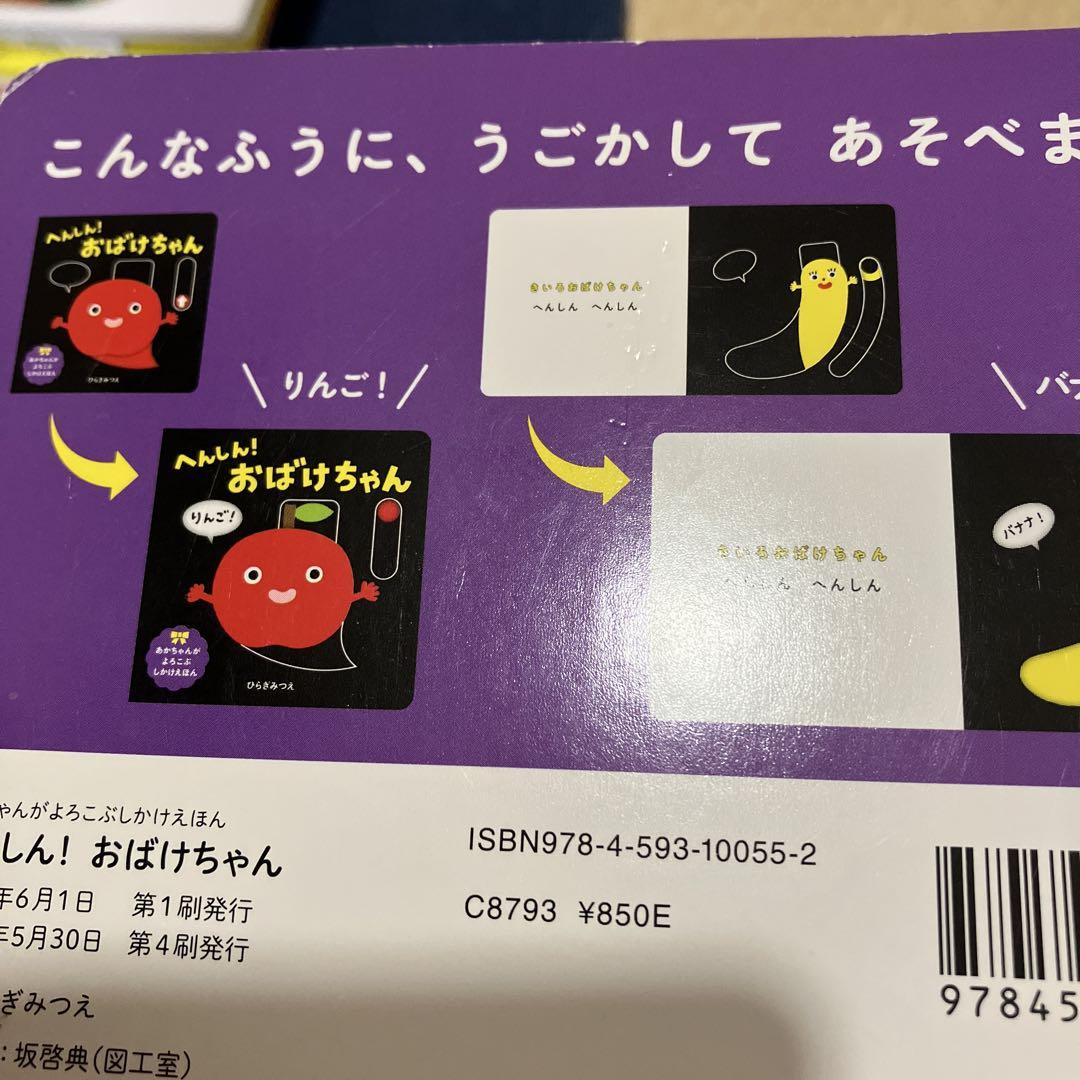 こんなふうに、うごかして あそべま
へんしん!
おばけちゃん
あかちゃんが
よろこぶ
しかけえほん
ひらぎみつえ
りんご!
きいろおばけちゃん
へんしん へんしん
バナ
へんしん!
おばけちゃん
りんご!
あかちゃんが
よろこぶ
しかけえほん
ひらぎみつえ
きいろおばけちゃん
へんしん
バナナ!
ゃんがよろこぶしかけえほん
しん! おばけちゃん
年6月1日 第1刷発行
年5月30日 第4刷発行
ぎみつえ
:坂啓典(図工室)
ISBN978-4-593-10055-2
C8793 ¥850E
97845